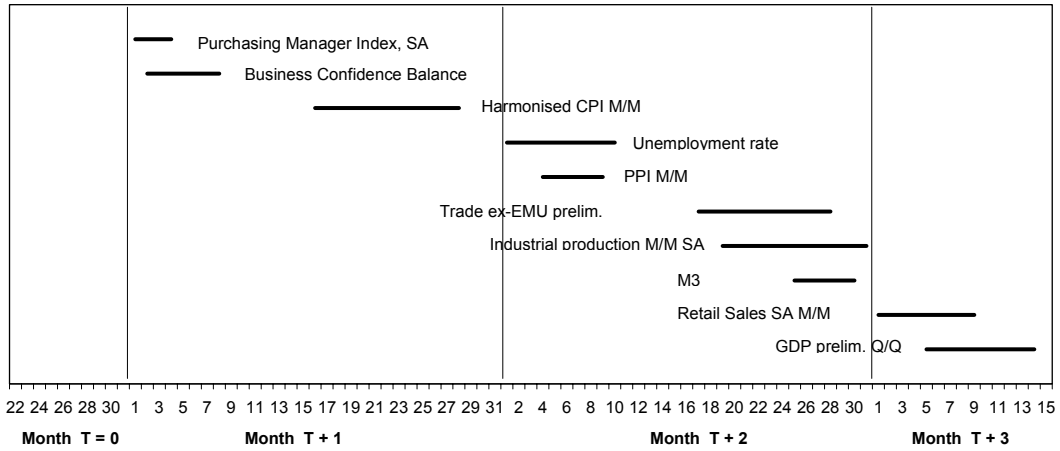 Purchasing Manager Index, SA
Business Confidence Balance
Harmonised CPI M/M
Unemployment rate
PPI M/M
Trade ex-EMU prelim.
Industrial production M/M SA
M3
Retail Sales SA M/M
GDP prelim. Q/Q
22 24 26 28 30 1 3 5 7 9 11 13 15 17 19 21 23 25 27 29 31 2 4 6 8 10 12 14 16 18 20 22 24 26 28 30 1 3 5 7 9 11 13 15
Month T = 0 Month T + 1 Month T + 2 Month T + 3